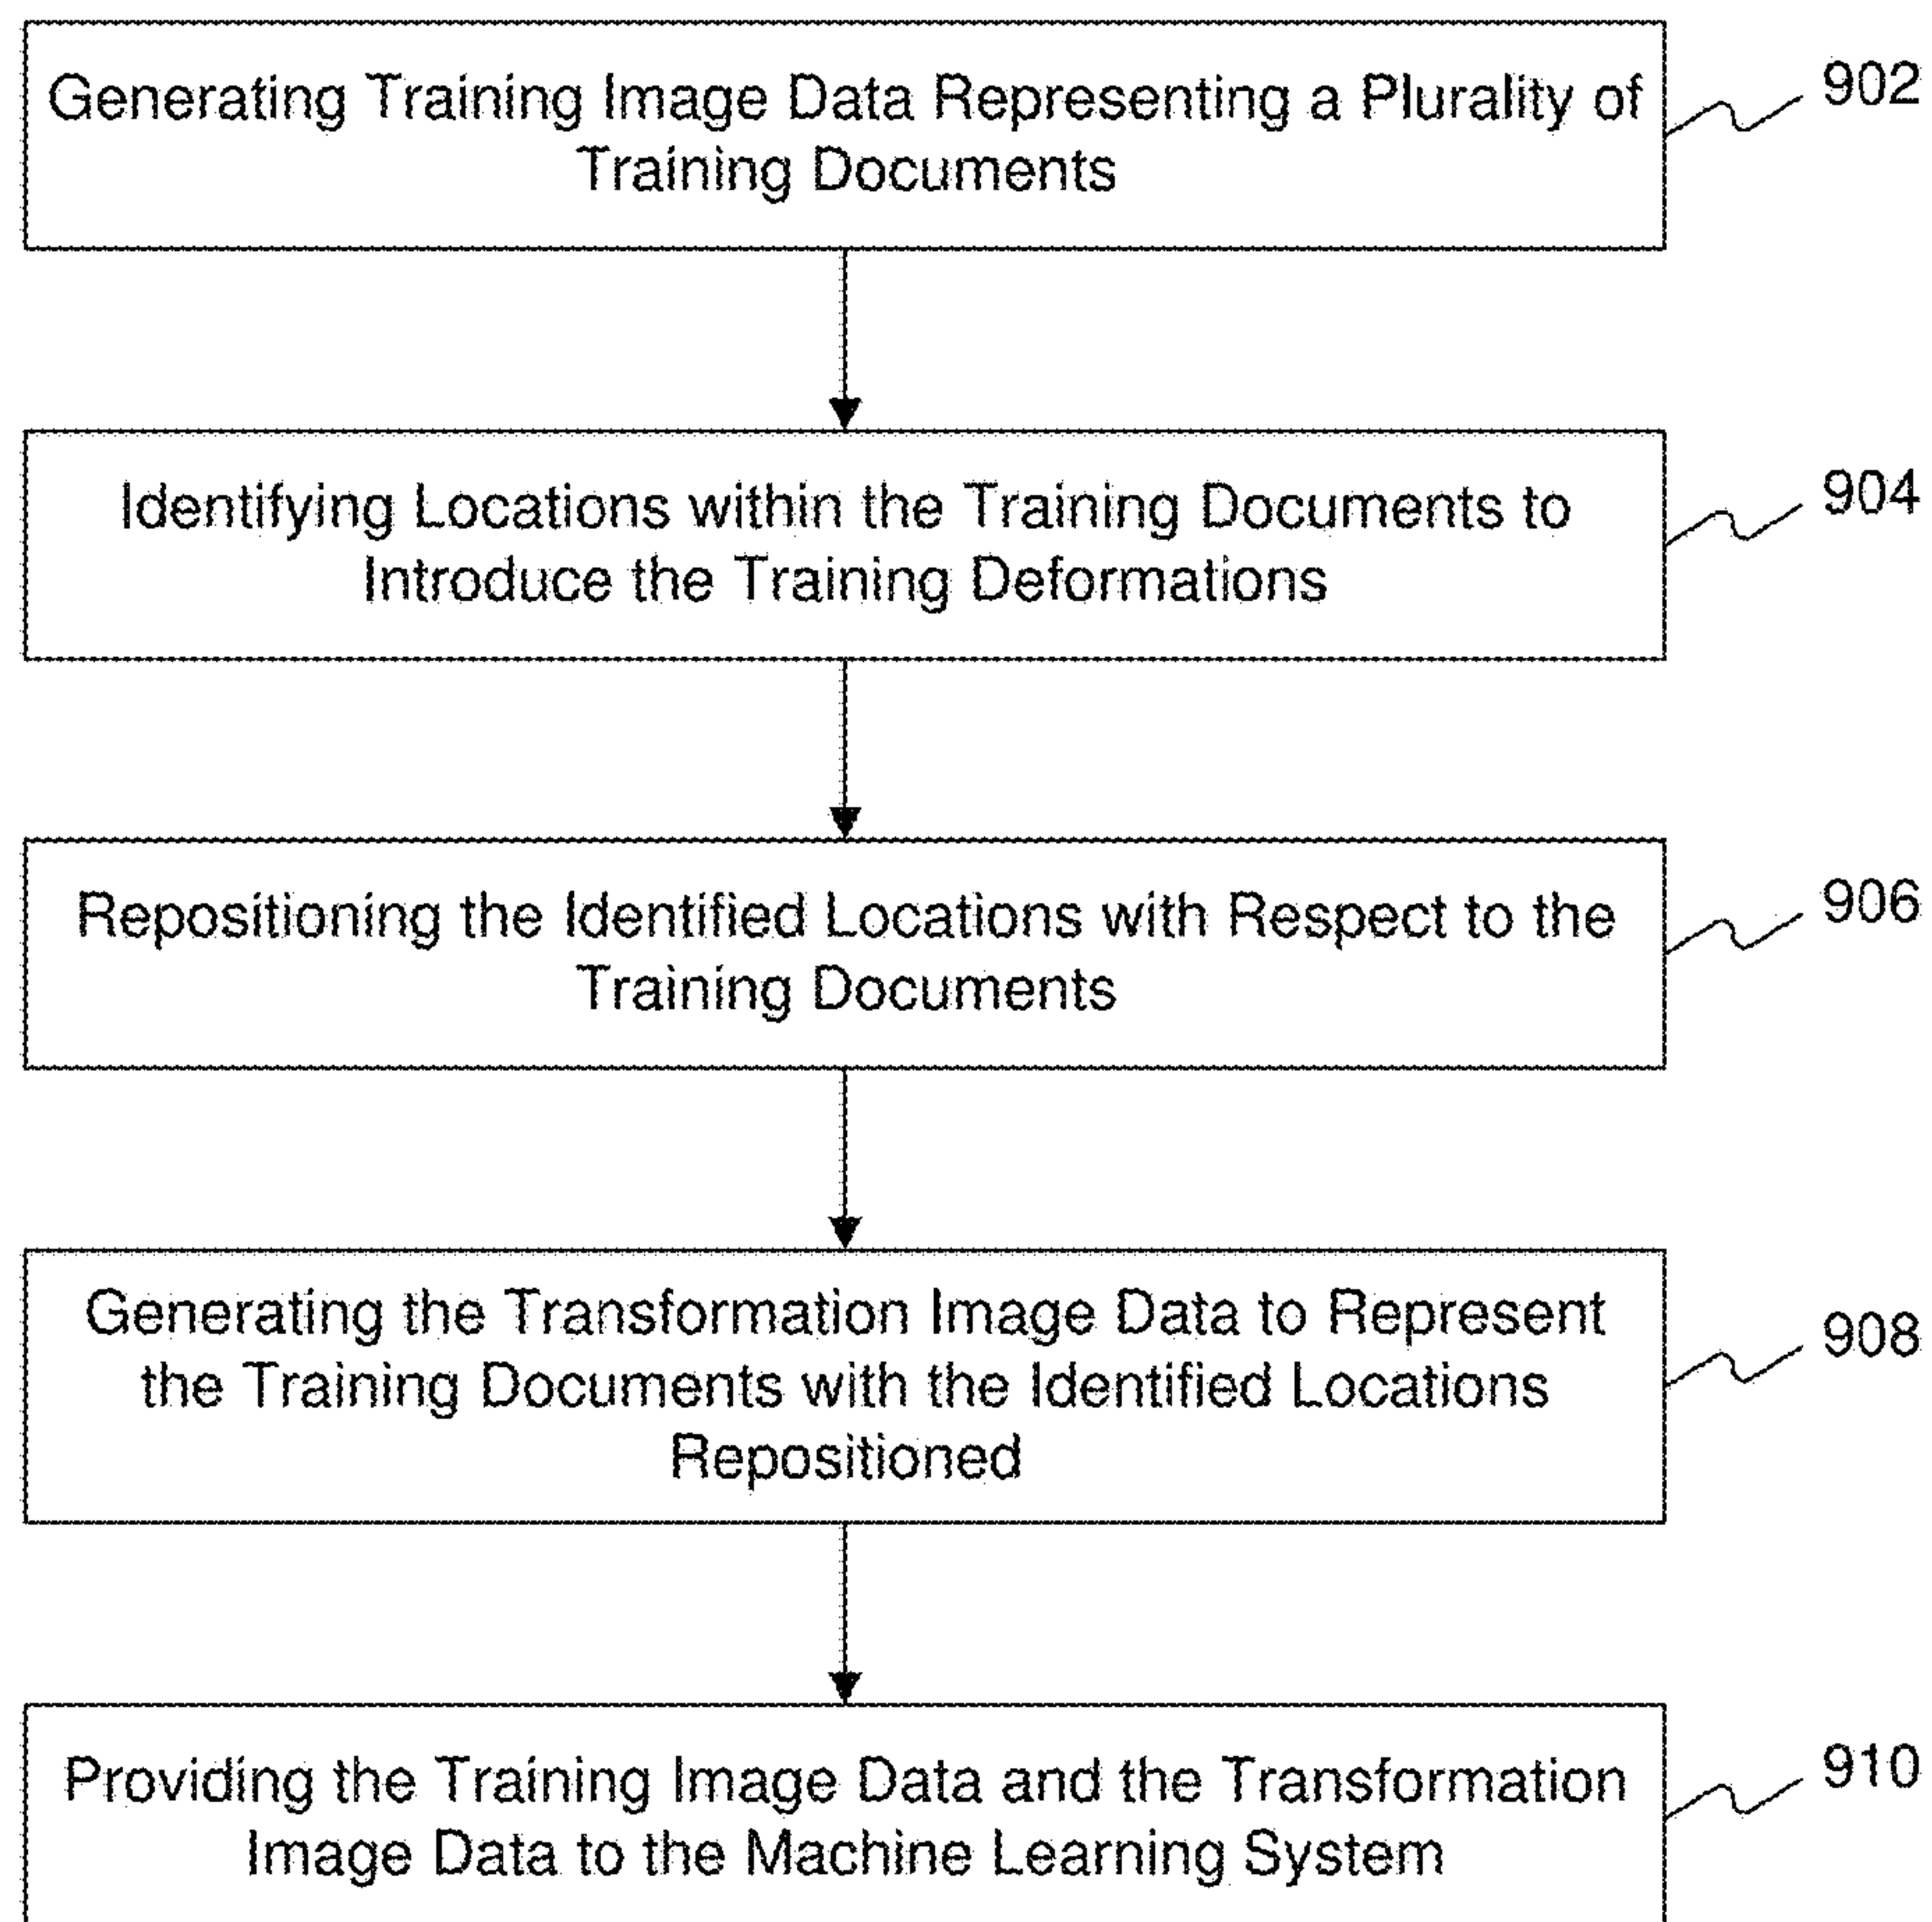 Generating Training Image Data Representing a Plurality of
Training Documents
902
Identifying Locations within the Training Documents to
Introduce the Training Deformations
904
Repositioning the Identified Locations with Respect to the
Training Documents
906
Generating the Transformation Image Data to Represent
the Training Documents with the Identified Locations
Repositioned
908
Providing the Training Image Data and the Transformation
Image Data to the Machine Learning System
910